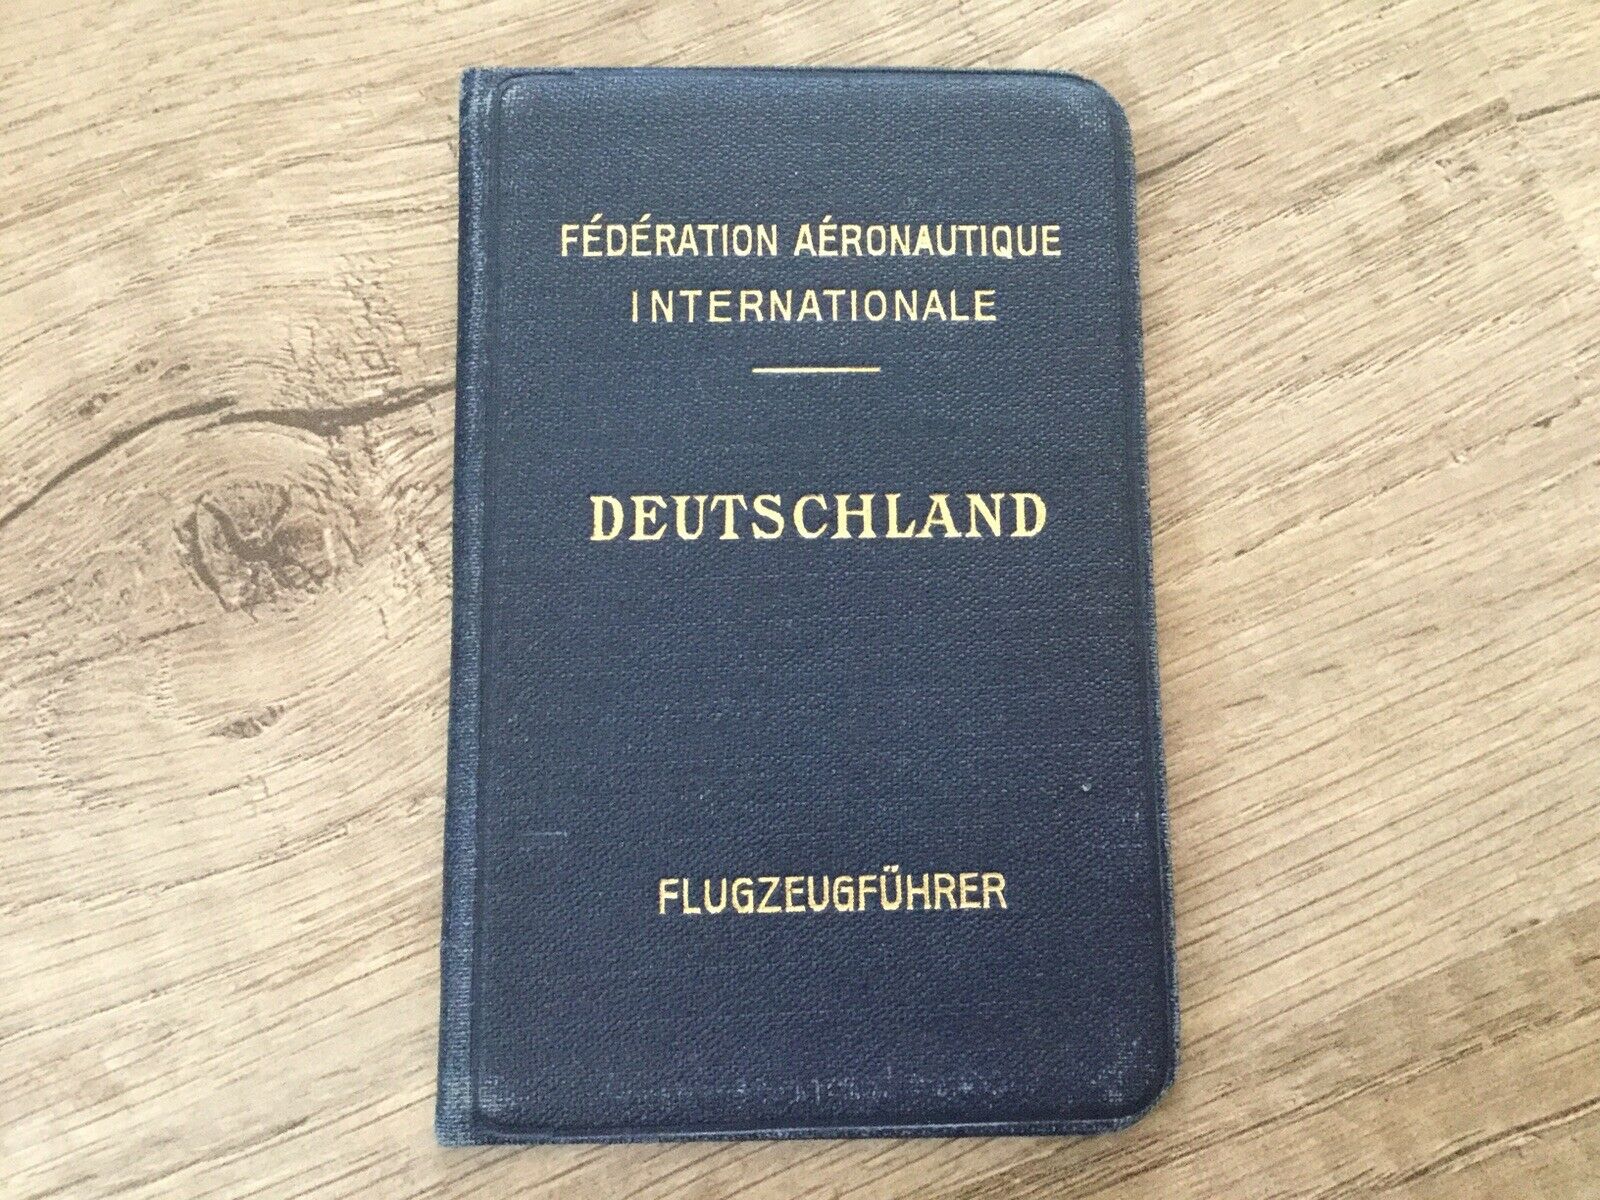 FÉDÉRATION AÉRONAUTIQUE
INTERNATIONALE
DEUTSCHLAND
FLUGZEUGFÜHRER